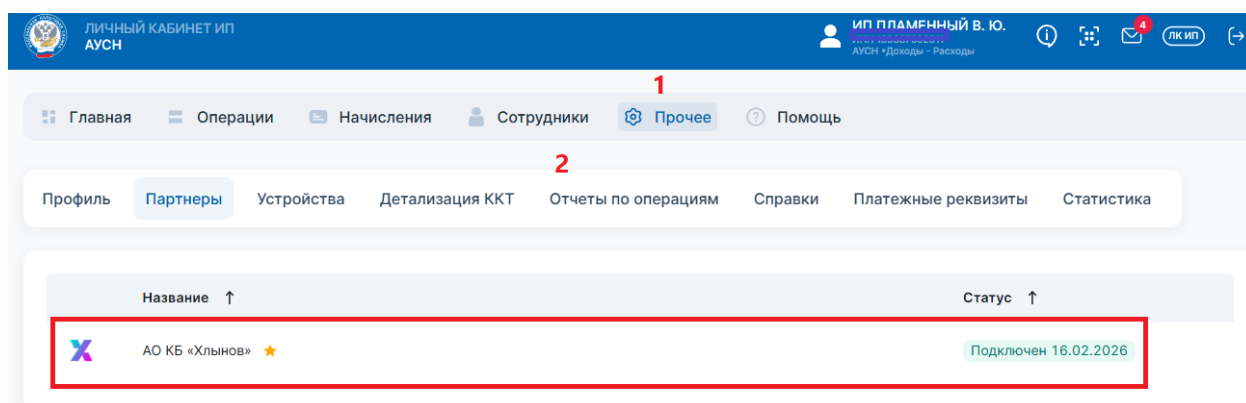 ЛИЧНЫЙ КАБИНЕТ ИП
АУСН
ИП ПЛАМЕННЫЙ В. Ю.
АУСН •Доходы - Расходы
4
ЛК ИП
1
Главная Операции Начисления Сотрудники Прочее ? Помощь
2
Профиль Партнеры Устройства Детализация ККТ Отчеты по операциям Справки Платежные реквизиты Статистика
Название ↑ Статус ↑
АО КБ «Хлынов» Подключен 16.02.2026